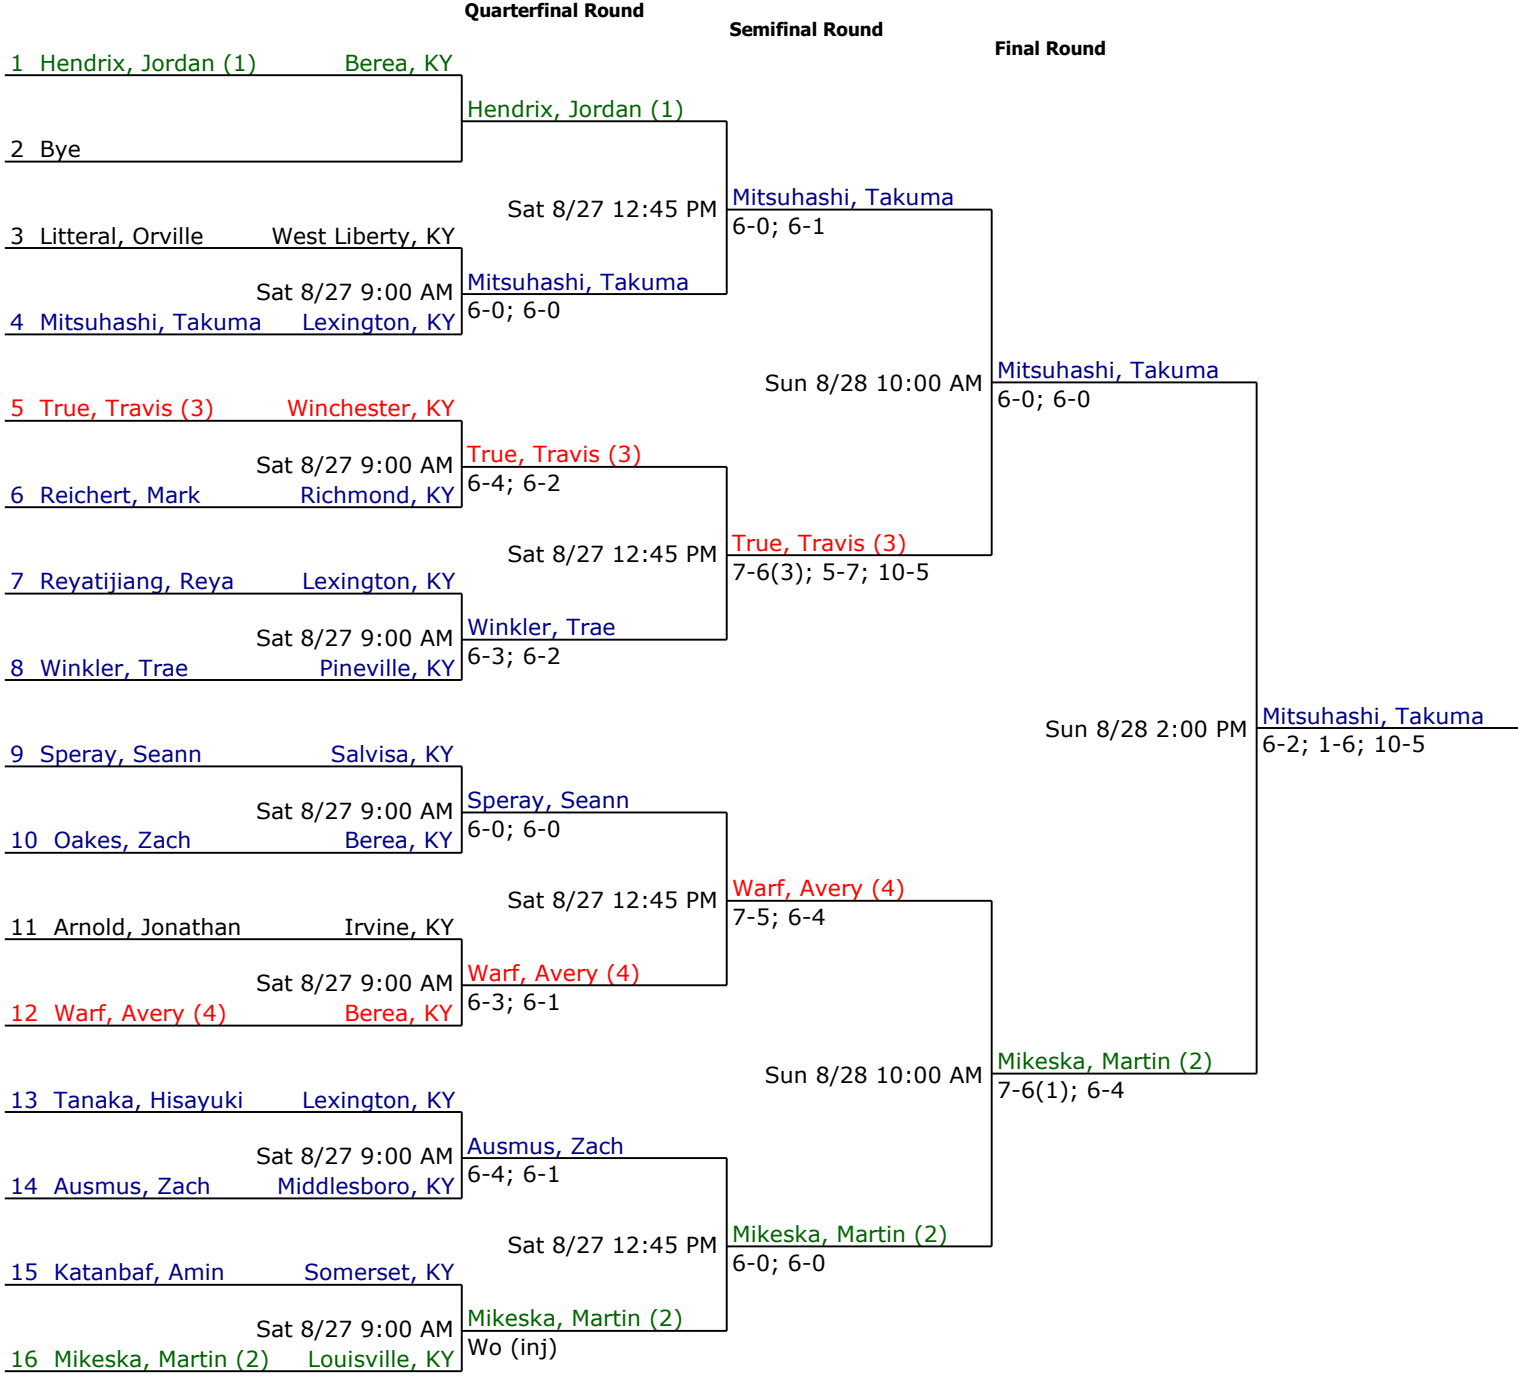 Quarterfinal Round
Semifinal Round
Final Round
1 Hendrix, Jordan (1) Berea, KY
Hendrix, Jordan (1)
2 Bye
Sat 8/27 12:45 PM
Mitsuhashi, Takuma
6-0; 6-1
3 Litteral, Orville West Liberty, KY
Sat 8/27 9:00 AM
Mitsuhashi, Takuma
6-0; 6-0
4 Mitsuhashi, Takuma Lexington, KY
Sun 8/28 10:00 AM
Mitsuhashi, Takuma
6-0; 6-0
5 True, Travis (3) Winchester, KY
Sat 8/27 9:00 AM
True, Travis (3)
6-4; 6-2
6 Reichert, Mark Richmond, KY
Sat 8/27 12:45 PM
True, Travis (3)
7-6(3); 5-7; 10-5
7 Reyatijiang, Reya Lexington, KY
Sat 8/27 9:00 AM
Winkler, Trae
6-3; 6-2
8 Winkler, Trae Pineville, KY
Sun 8/28 2:00 PM
Mitsuhashi, Takuma
6-2; 1-6; 10-5
9 Speray, Seann Salvisa, KY
Sat 8/27 9:00 AM
Speray, Seann
6-0; 6-0
10 Oakes, Zach Berea, KY
Sat 8/27 12:45 PM
Warf, Avery (4)
7-5; 6-4
11 Arnold, Jonathan Irvine, KY
Sat 8/27 9:00 AM
Warf, Avery (4)
6-3; 6-1
12 Warf, Avery (4) Berea, KY
Sun 8/28 10:00 AM
Mikeska, Martin (2)
7-6(1); 6-4
13 Tanaka, Hisayuki Lexington, KY
Sat 8/27 9:00 AM
Ausmus, Zach
6-4; 6-1
14 Ausmus, Zach Middlesboro, KY
Sat 8/27 12:45 PM
Mikeska, Martin (2)
6-0; 6-0
15 Katanbaf, Amin Somerset, KY
Sat 8/27 9:00 AM
Mikeska, Martin (2)
Wo (inj)
16 Mikeska, Martin (2) Louisville, KY